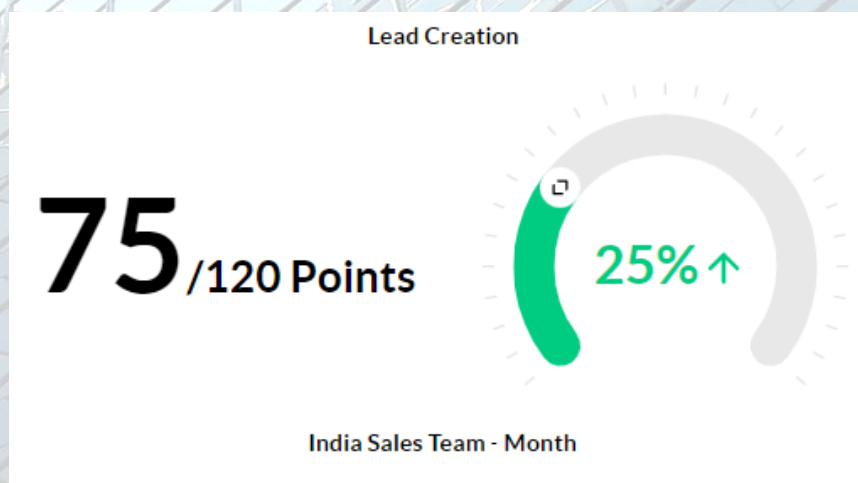 Lead Creation
75/120 Points
25%↑
India Sales Team - Month